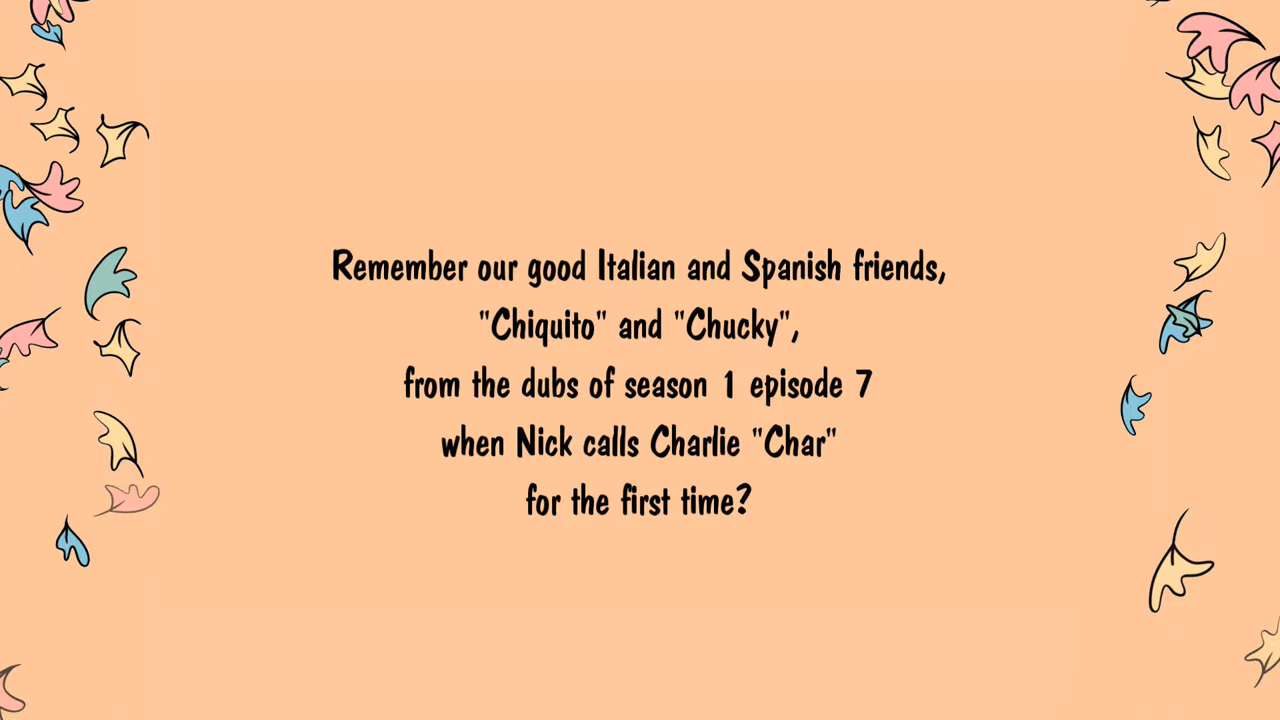 Remember our good Italian and Spanish friends,
"Chiquito" and "Chucky",
from the dubs of season 1 episode 7
when Nick calls Charlie "Char"
for the first time?